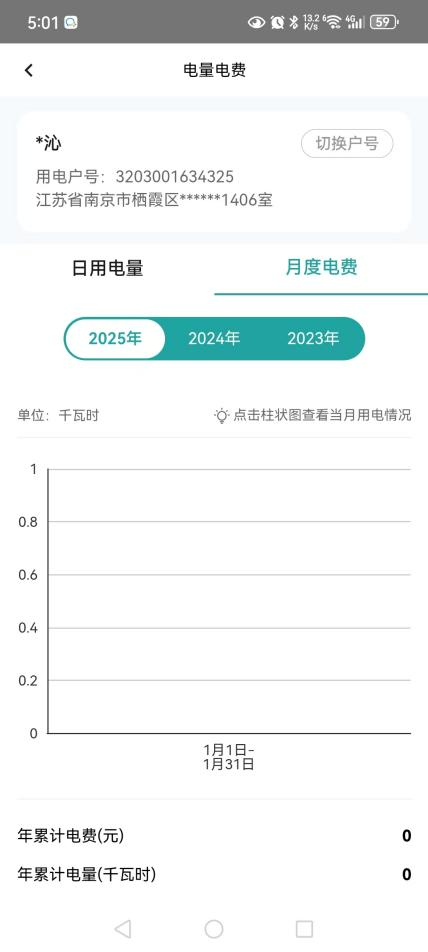 5:01
13.2 K/s
6
4G
59
电量电费
*沁
切换户号
用电户号：3203001634325
江苏省南京市栖霞区******1406室
日用电量
月度电费
2025年
2024年
2023年
单位：千瓦时
点击柱状图查看当月用电情况
1
0.8
0.6
0.4
0.2
0
1月1日-
1月31日
年累计电费(元)
0
年累计电量(千瓦时)
0